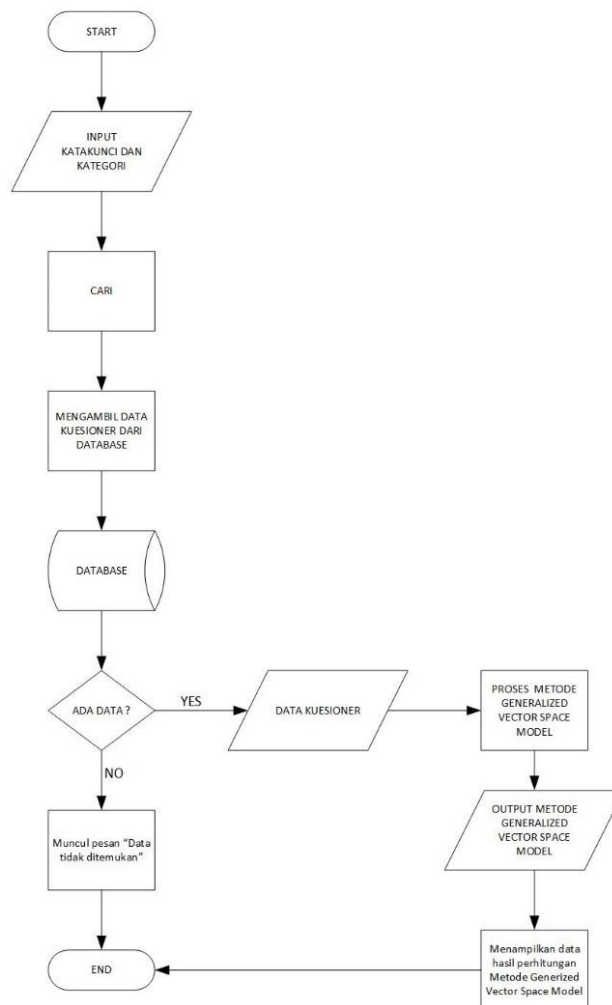 START
INPUT
KATAKUNCI DAN
KATEGORI
CARI
MENGAMBIL DATA
KUESIONER DARI
DATABASE
DATABASE
ADA DATA ?
YES
DATA KUESIONER
PROSES METODE
GENERALIZED
VECTOR SPACE
MODEL
NO
OUTPUT METODE
GENERALIZED
VECTOR SPACE
MODEL
Muncul pesan “Data
tidak ditemukan”
Menampilkan data
hasil perhitungan
Metode Generized
Vector Space Model
END